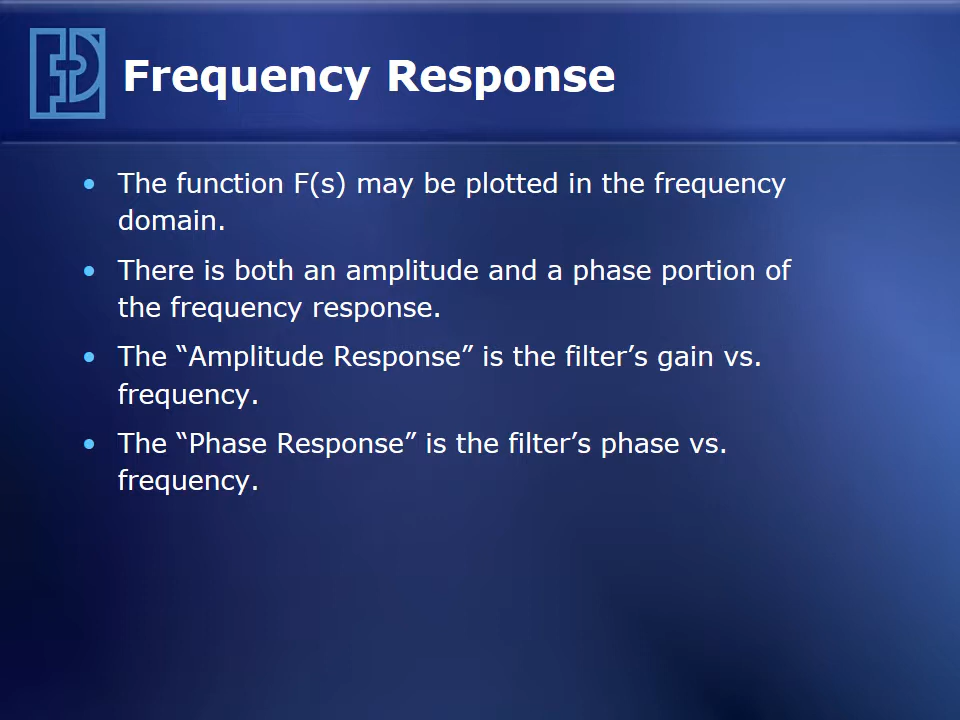 Frequency Response
• The function F(s) may be plotted in the frequency
domain.
• There is both an amplitude and a phase portion of
the frequency response.
• The “Amplitude Response” is the filter’s gain vs.
frequency.
• The “Phase Response” is the filter’s phase vs.
frequency.